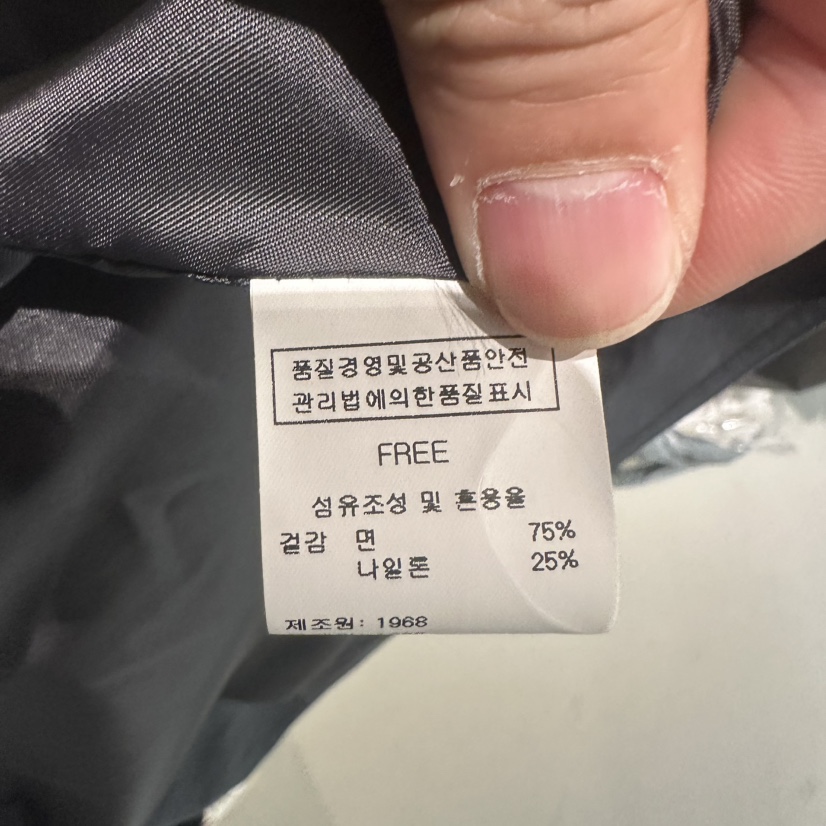 품질경영및공산품안전
관리법에의한품질표시
FREE
섬유조성 및 혼용율
겉감 면 75%
나일론 25%
제조원: 1968